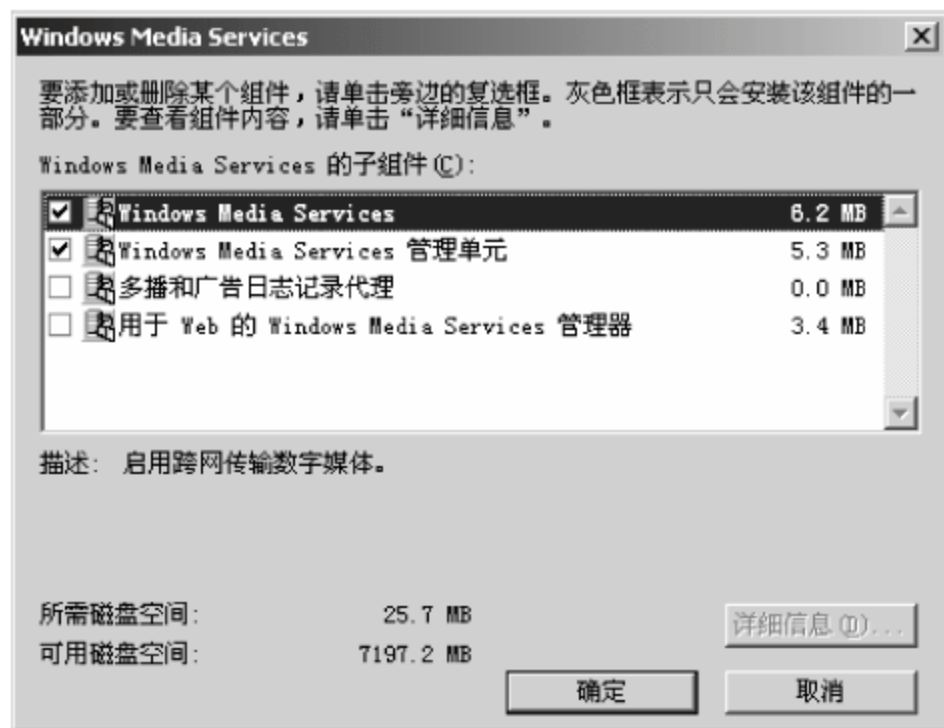 Windows Media Services
要添加或删除某个组件，请单击旁边的复选框。灰色框表示只会安装该组件的一
部分。要查看组件内容，请单击“详细信息”。
Windows Media Services 的子组件(C):
Windows Media Services 6.2 MB
Windows Media Services 管理单元 5.3 MB
多播和广告日志记录代理 0.0 MB
用于 Web 的 Windows Media Services 管理器 3.4 MB
描述: 启用跨网传输数字媒体。
所需磁盘空间: 25.7 MB
可用磁盘空间: 7197.2 MB
详细信息(D)...
确定
取消